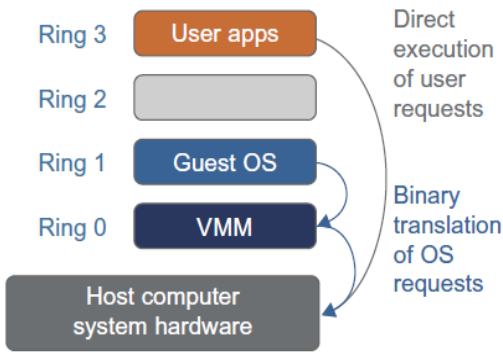 Ring 3
User apps
Direct
execution
of user
requests
Ring 2
Ring 1
Guest OS
Binary
translation
of OS
requests
Ring 0
VMM
Host computer
system hardware